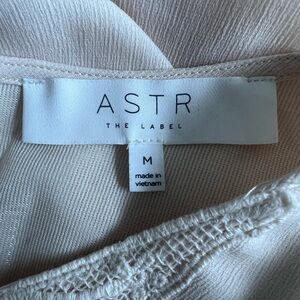 ASTR
THE LABEL
M
made in
vietnam